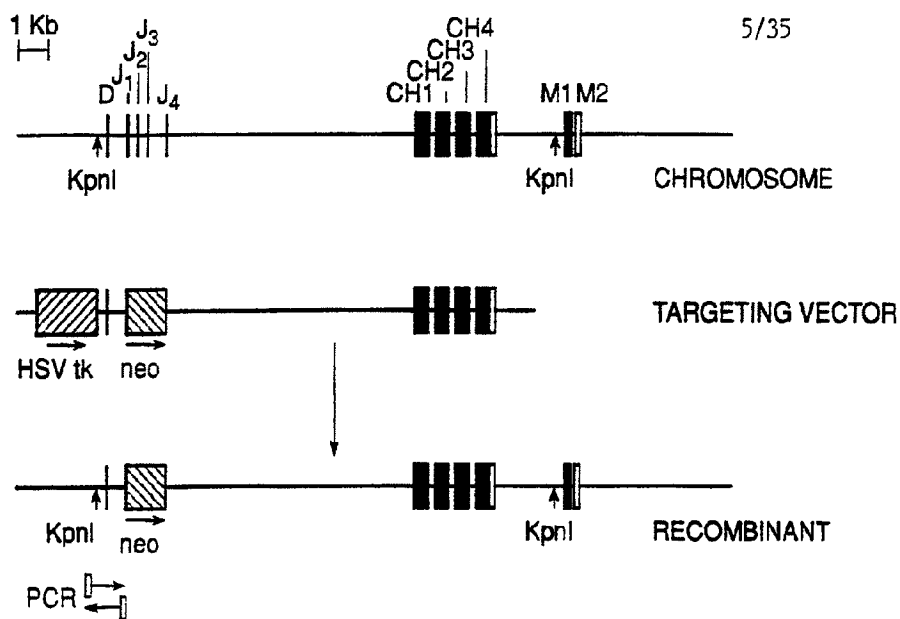 1 Kb
5/35
D J1 J2 J3 J4
CH1 CH2 CH3 CH4
M1 M2
KpnI
KpnI
CHROMOSOME
TARGETING VECTOR
HSV tk
neo
KpnI
neo
KpnI
RECOMBINANT
PCR